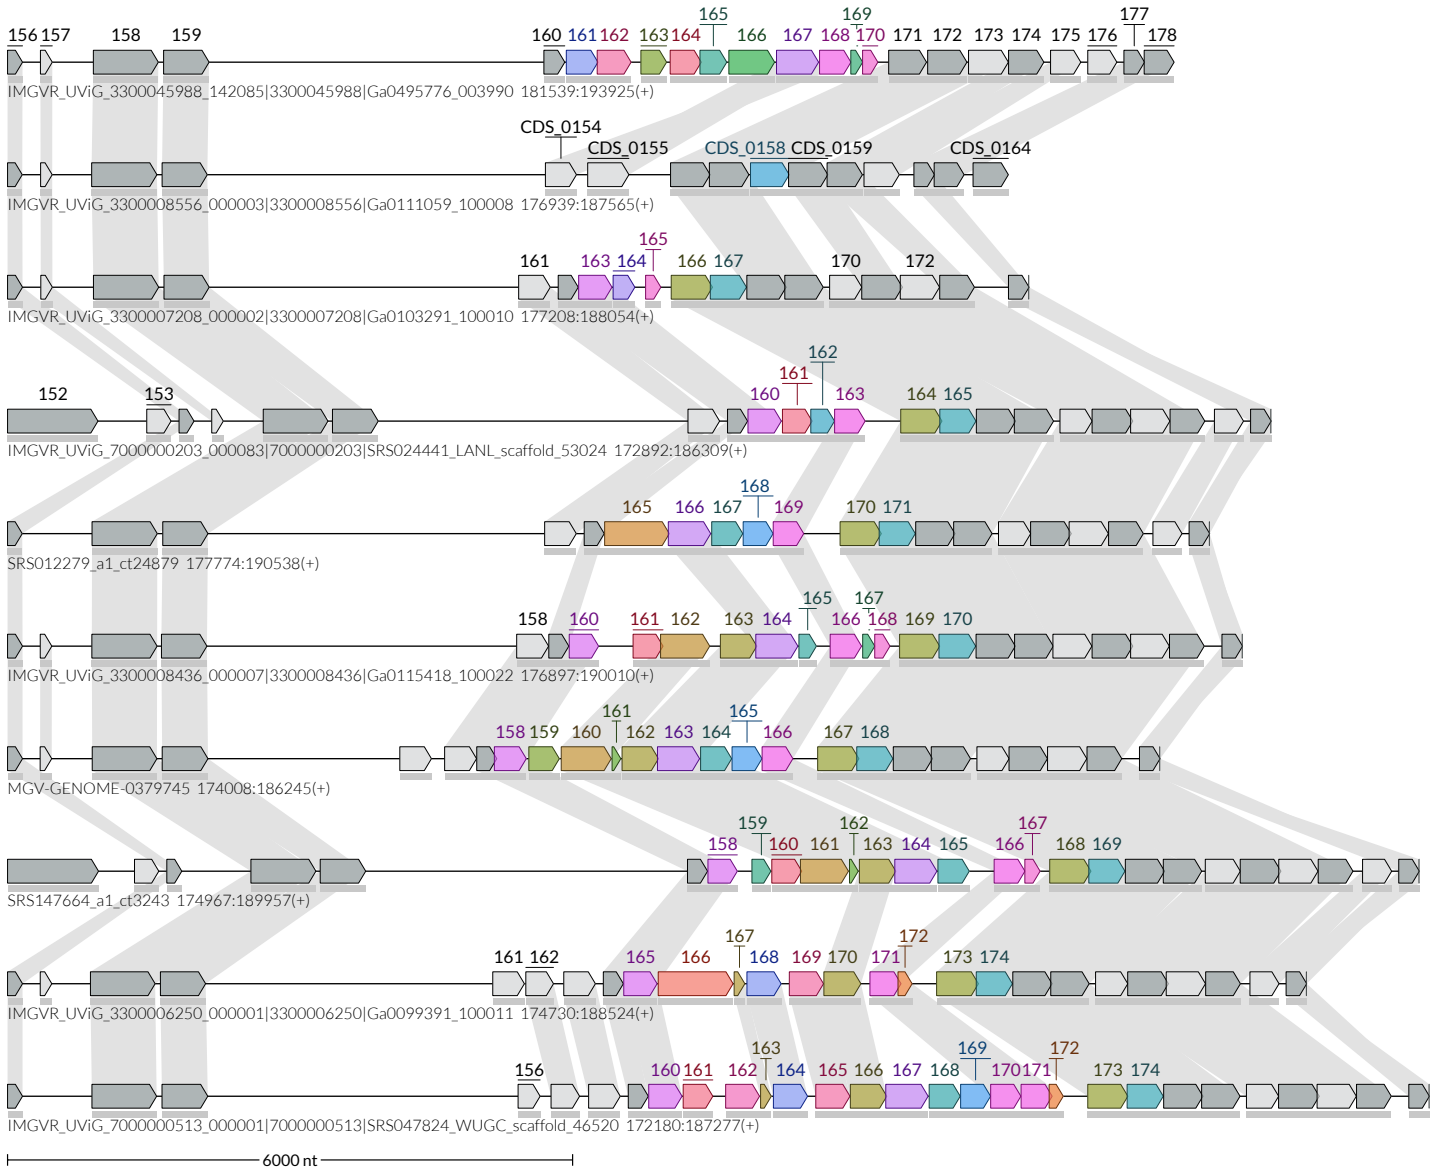 165 169
156 157 158 159 160 161 162 163 164 166 167 168 170 171 172 173 174 175 176 177 178
IMGVR_UViG_3300045988_142085|3300045988|Ga0495776_003990 181539:193925(+)
CDS_0154
CDS_0155 CDS_0158 CDS_0159 CDS_0164
IMGVR_UViG_3300008556_000003|3300008556|Ga0111059_100008 176939:187565(+)
165
161 163 164 166 167 170 172
IMGVR_UViG_3300007208_000002|3300007208|Ga0103291_100010 177208:188054(+)
162
161
152 153 160 163 164 165
IMGVR_UViG_7000000203_000083|7000000203|SRS024441_LANL_scaffold_53024 172892:186309(+)
168
165 166 167 169 170 171
SRS012279_a1_ct24879 177774:190538(+)
165 167
158 160 161 162 163 164 166 168 169 170
IMGVR_UViG_3300008436_000007|3300008436|Ga0115418_100022 176897:190010(+)
161 165
158 159 160 162 163 164 166 167 168
MGV-GENOME-0379745 174008:186245(+)
159 162 167
158 160 161 163 164 165 166 168 169
SRS147664_a1_ct3243 174967:189957(+)
167 172
161 162 165 166 168 169 170 171 173 174
IMGVR_UViG_3300006250_000001|3300006250|Ga0099391_100011 174730:188524(+)
163 169 172
156 160 161 162 164 165 166 167 168 170 171 173 174
IMGVR_UViG_7000000513_000001|7000000513|SRS047824_WUGC_scaffold_46520 172180:187277(+)
6000 nt